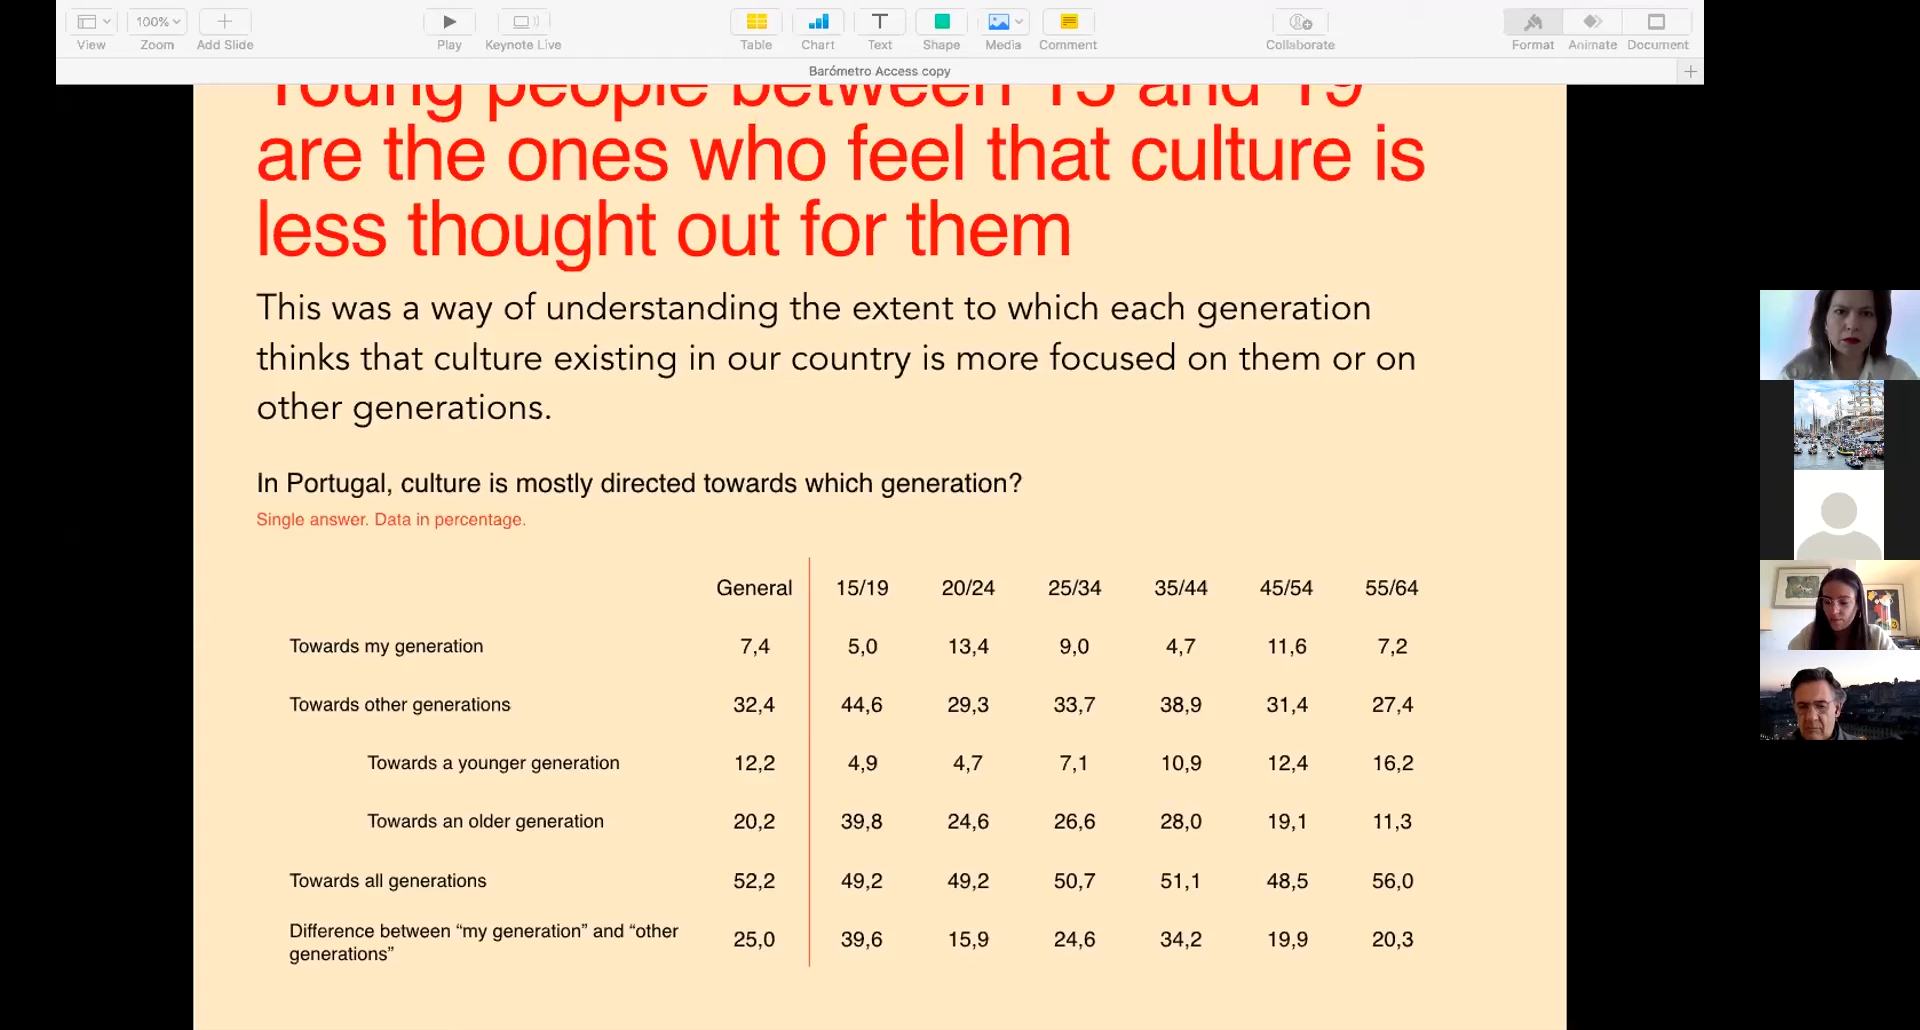 100%
View Zoom Add Slide Play Keynote Live Table Chart Text Shape Media Comment Collaborate Format Animate Document
Barómetro Access copy
Young people between 15 and 19
are the ones who feel that culture is
less thought out for them
This was a way of understanding the extent to which each generation
thinks that culture existing in our country is more focused on them or on
other generations.
In Portugal, culture is mostly directed towards which generation?
Single answer. Data in percentage.
General 15/19 20/24 25/34 35/44 45/54 55/64
Towards my generation 7,4 5,0 13,4 9,0 4,7 11,6 7,2
Towards other generations 32,4 44,6 29,3 33,7 38,9 31,4 27,4
Towards a younger generation 12,2 4,9 4,7 7,1 10,9 12,4 16,2
Towards an older generation 20,2 39,8 24,6 26,6 28,0 19,1 11,3
Towards all generations 52,2 49,2 49,2 50,7 51,1 48,5 56,0
Difference between “my generation” and “other
generations” 25,0 39,6 15,9 24,6 34,2 19,9 20,3